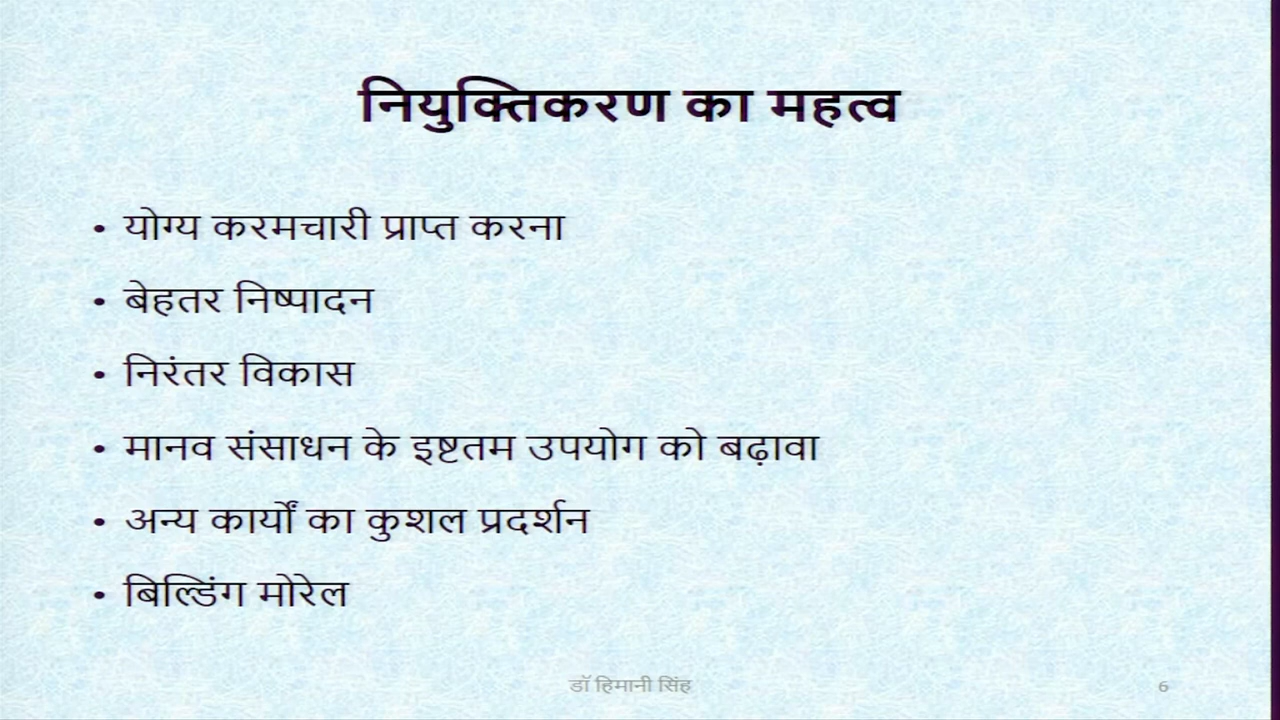 नियुक्तिकरण का महत्व
• योग्य करमचारी प्राप्त करना
• बेहतर निष्पादन
• निरंतर विकास
• मानव संसाधन के इष्टतम उपयोग को बढ़ावा
• अन्य कार्यों का कुशल प्रदर्शन
• बिल्डिंग मोरेल
डॉ हिमानी सिंह 6